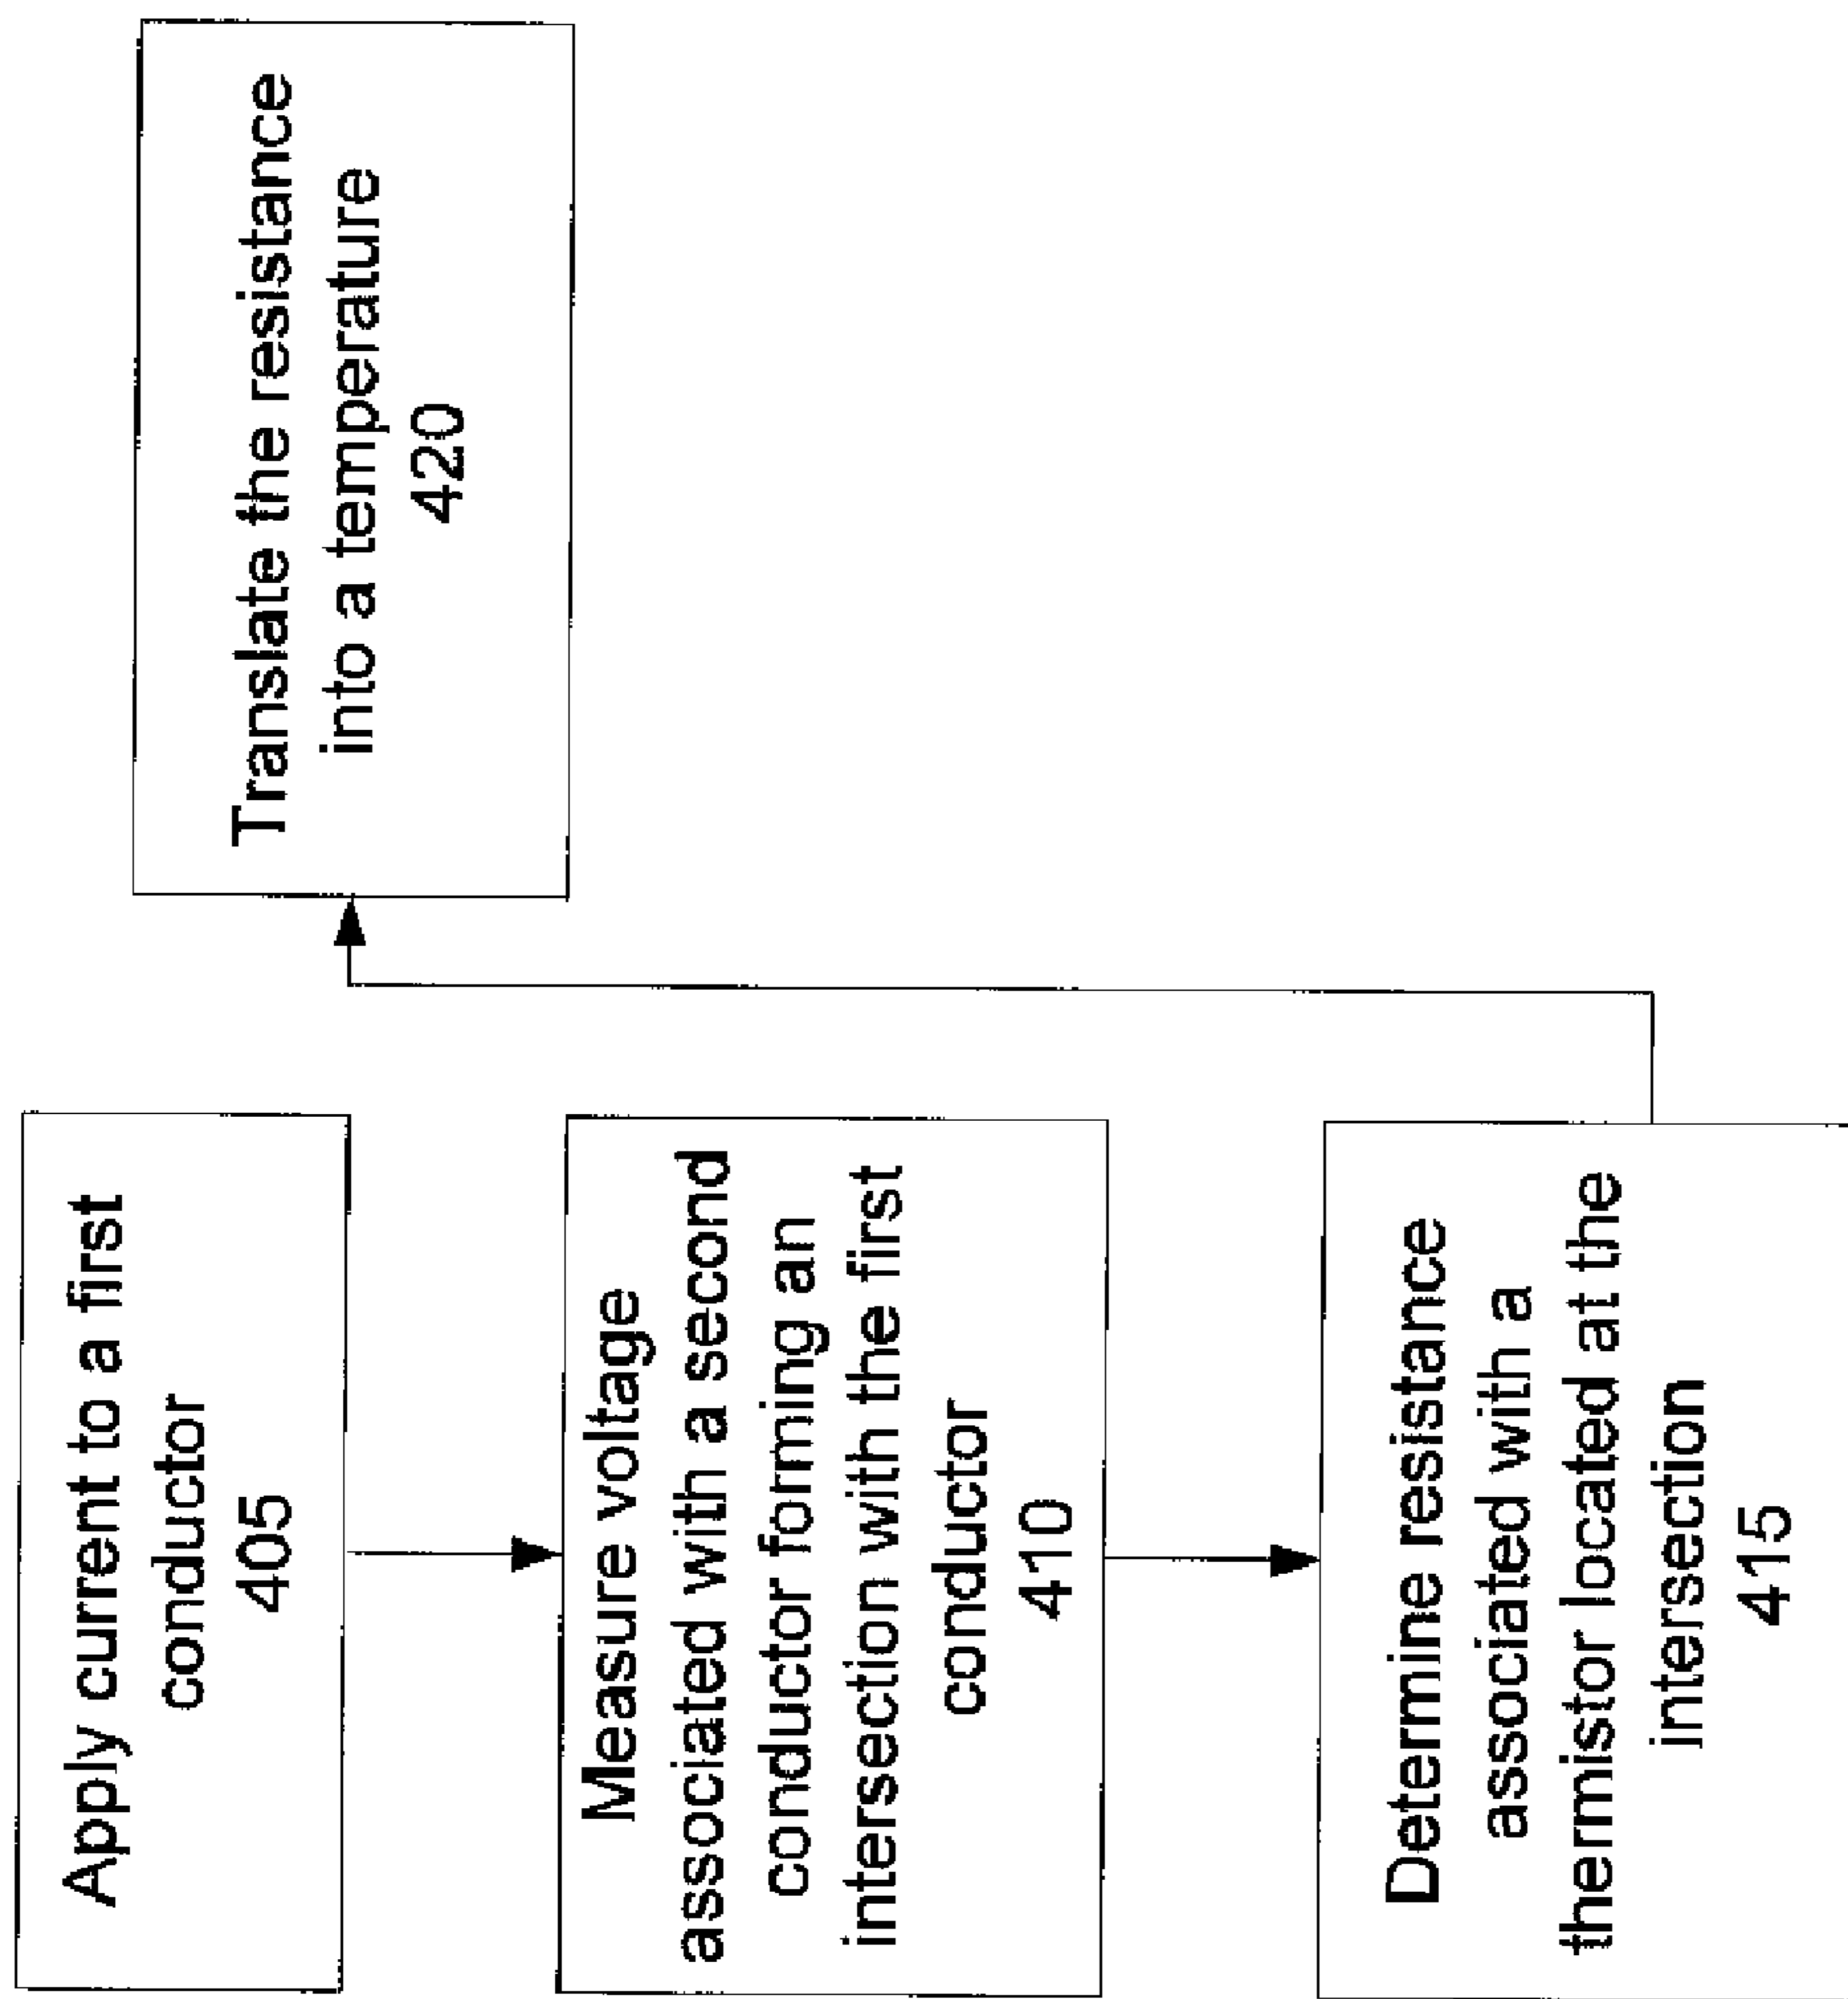 Apply current to a first
conductor
405
Measure voltage
associated with a second
conductor forming an
intersection with the first
conductor
410
Determine resistance
associated with a
thermistor located at the
intersection
415
Translate the resistance
into a temperature
420